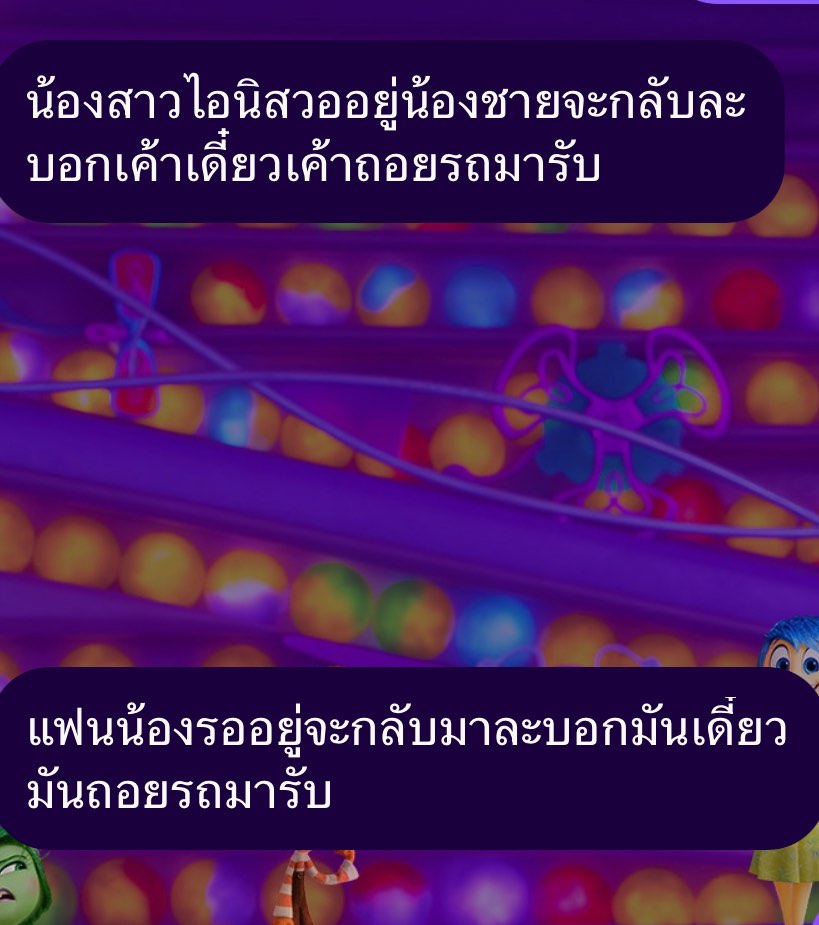 น้องสาวไอนิสวออยู่น้องชายจะกลับละ
บอกเค้าเดี๋ยวเค้าถอยรถมารับ
แฟนน้องรออยู่จะกลับมาละบอกมันเดี๋ยว
มันถอยรถมารับ